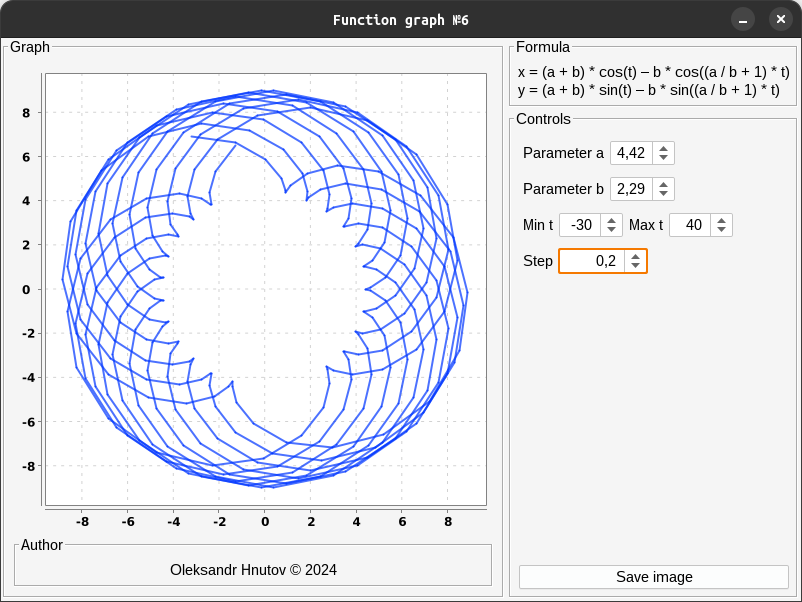 Function graph №6
Graph
8
6
4
2
0
-2
-4
-6
-8
-8 -6 -4 -2 0 2 4 6 8
Author
Oleksandr Hnutov © 2024
Formula
x = (a + b) * cos(t) – b * cos((a / b + 1) * t)
y = (a + b) * sin(t) – b * sin((a / b + 1) * t)
Controls
Parameter a 4,42
Parameter b 2,29
Min t -30 Max t 40
Step 0,2
Save image